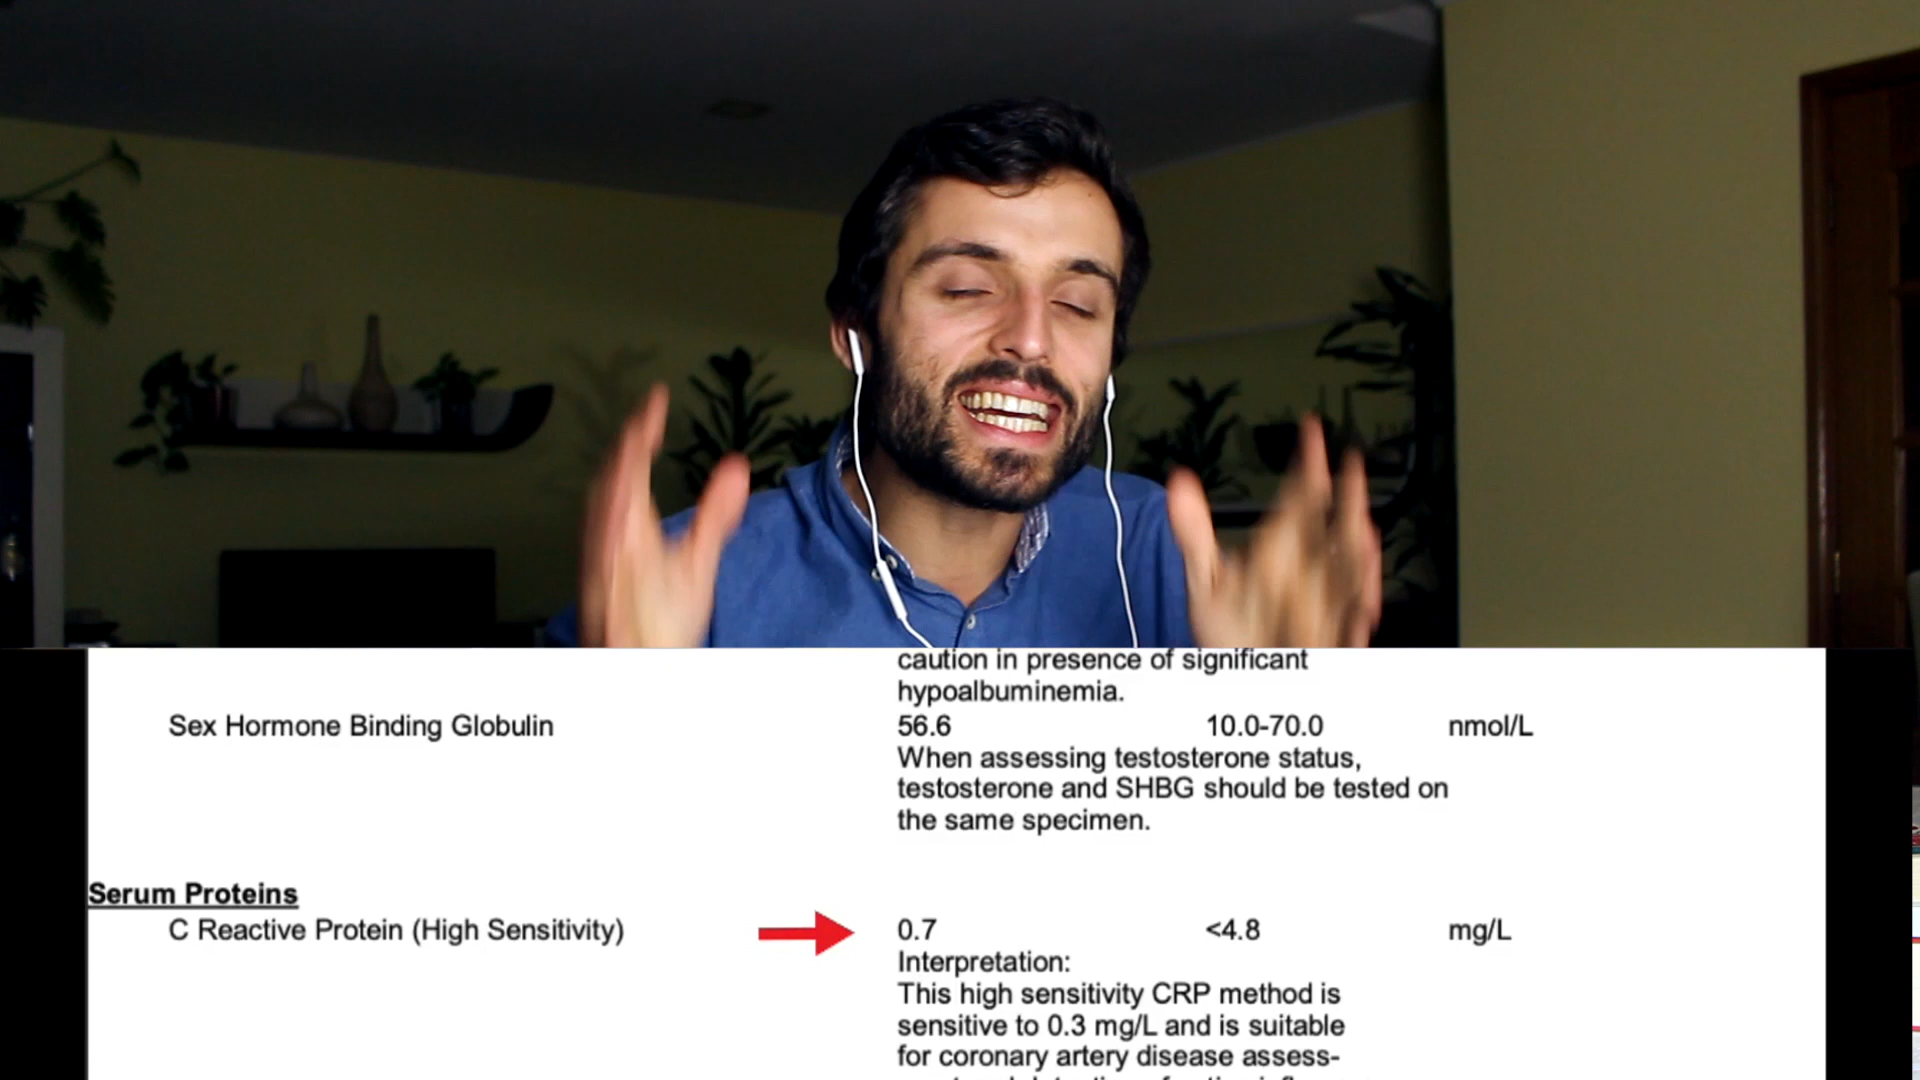 caution in presence of significant
hypoalbuminemia.
Sex Hormone Binding Globulin 56.6 10.0-70.0 nmol/L
When assessing testosterone status,
testosterone and SHBG should be tested on
the same specimen.
Serum Proteins
C Reactive Protein (High Sensitivity) 0.7 <4.8 mg/L
Interpretation:
This high sensitivity CRP method is
sensitive to 0.3 mg/L and is suitable
for coronary artery disease assess-